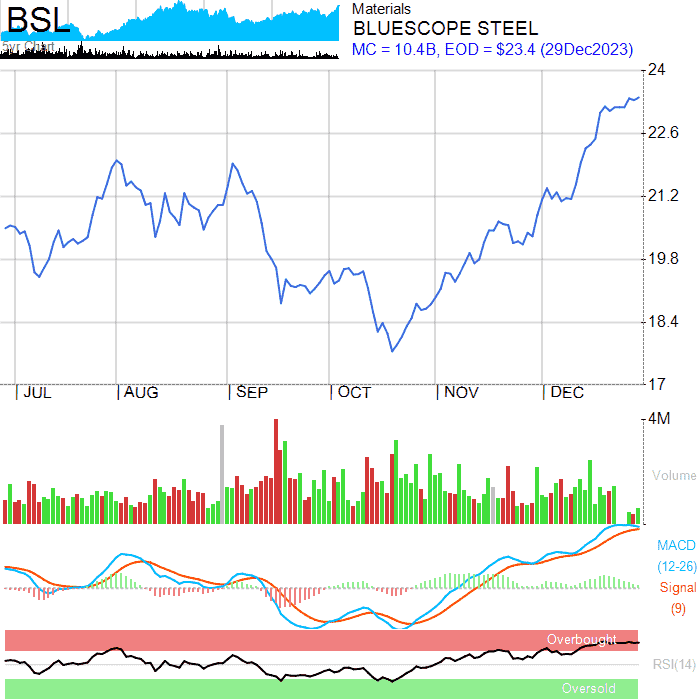 BSL
5yr Chart
Materials
BLUESCOPE STEEL
MC = 10.4B, EOD = $23.4 (29Dec2023)
24
22.6
21.2
19.8
18.4
17
JUL AUG SEP OCT NOV DEC
4M
Volume
MACD
(12-26)
Signal
(9)
Overbought
RSI(14)
Oversold